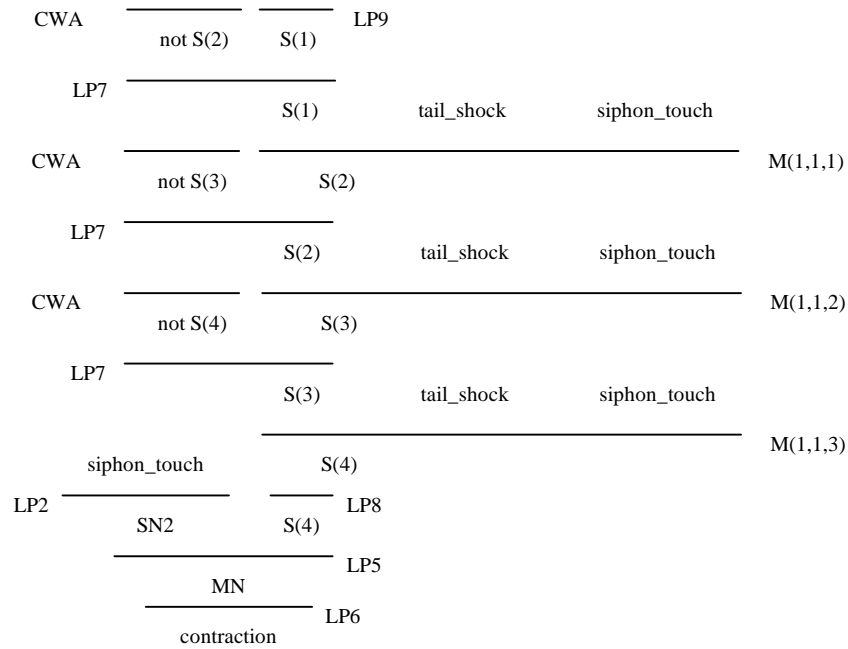 CWA LP9
not S(2) S(1)
LP7
S(1) tail_shock siphon_touch
CWA M(1,1,1)
not S(3) S(2)
LP7
S(2) tail_shock siphon_touch
CWA M(1,1,2)
not S(4) S(3)
LP7
S(3) tail_shock siphon_touch
M(1,1,3)
siphon_touch S(4)
LP2 LP8
SN2 S(4)
LP5
MN
LP6
contraction